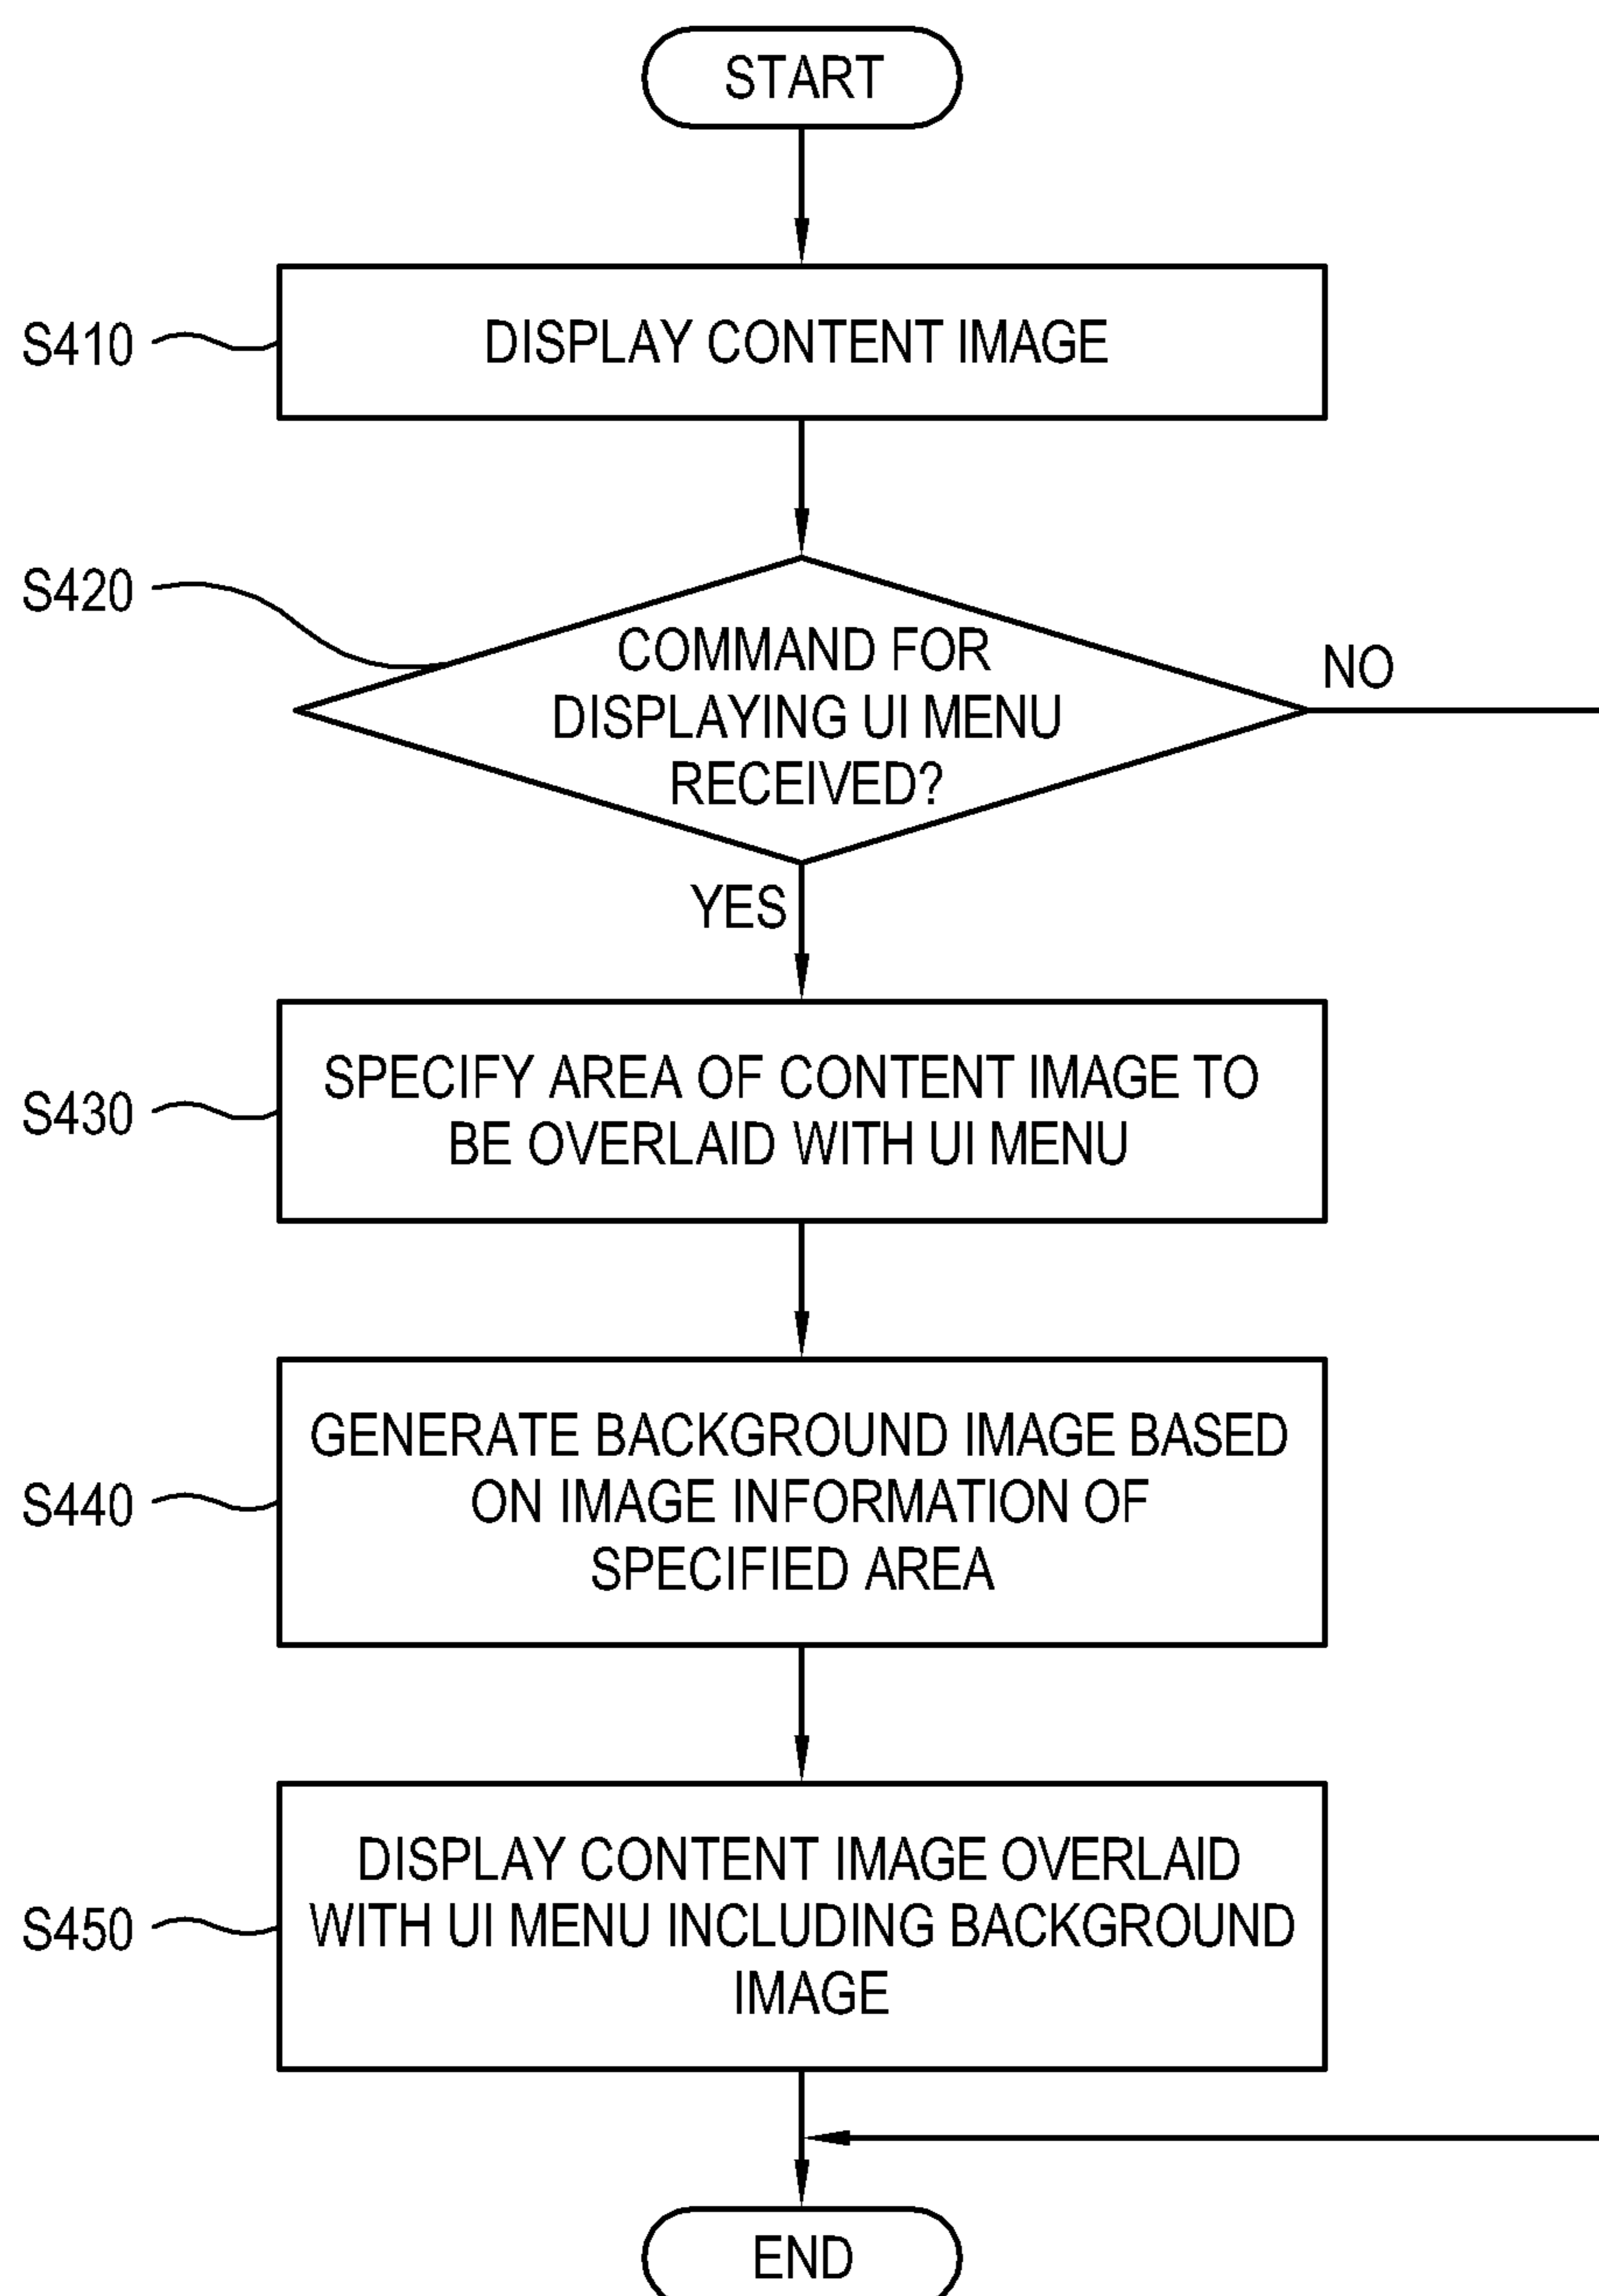 START
S410
DISPLAY CONTENT IMAGE
S420
COMMAND FOR
DISPLAYING UI MENU
RECEIVED?
NO
YES
S430
SPECIFY AREA OF CONTENT IMAGE TO
BE OVERLAID WITH UI MENU
S440
GENERATE BACKGROUND IMAGE BASED
ON IMAGE INFORMATION OF
SPECIFIED AREA
S450
DISPLAY CONTENT IMAGE OVERLAID
WITH UI MENU INCLUDING BACKGROUND
IMAGE
END